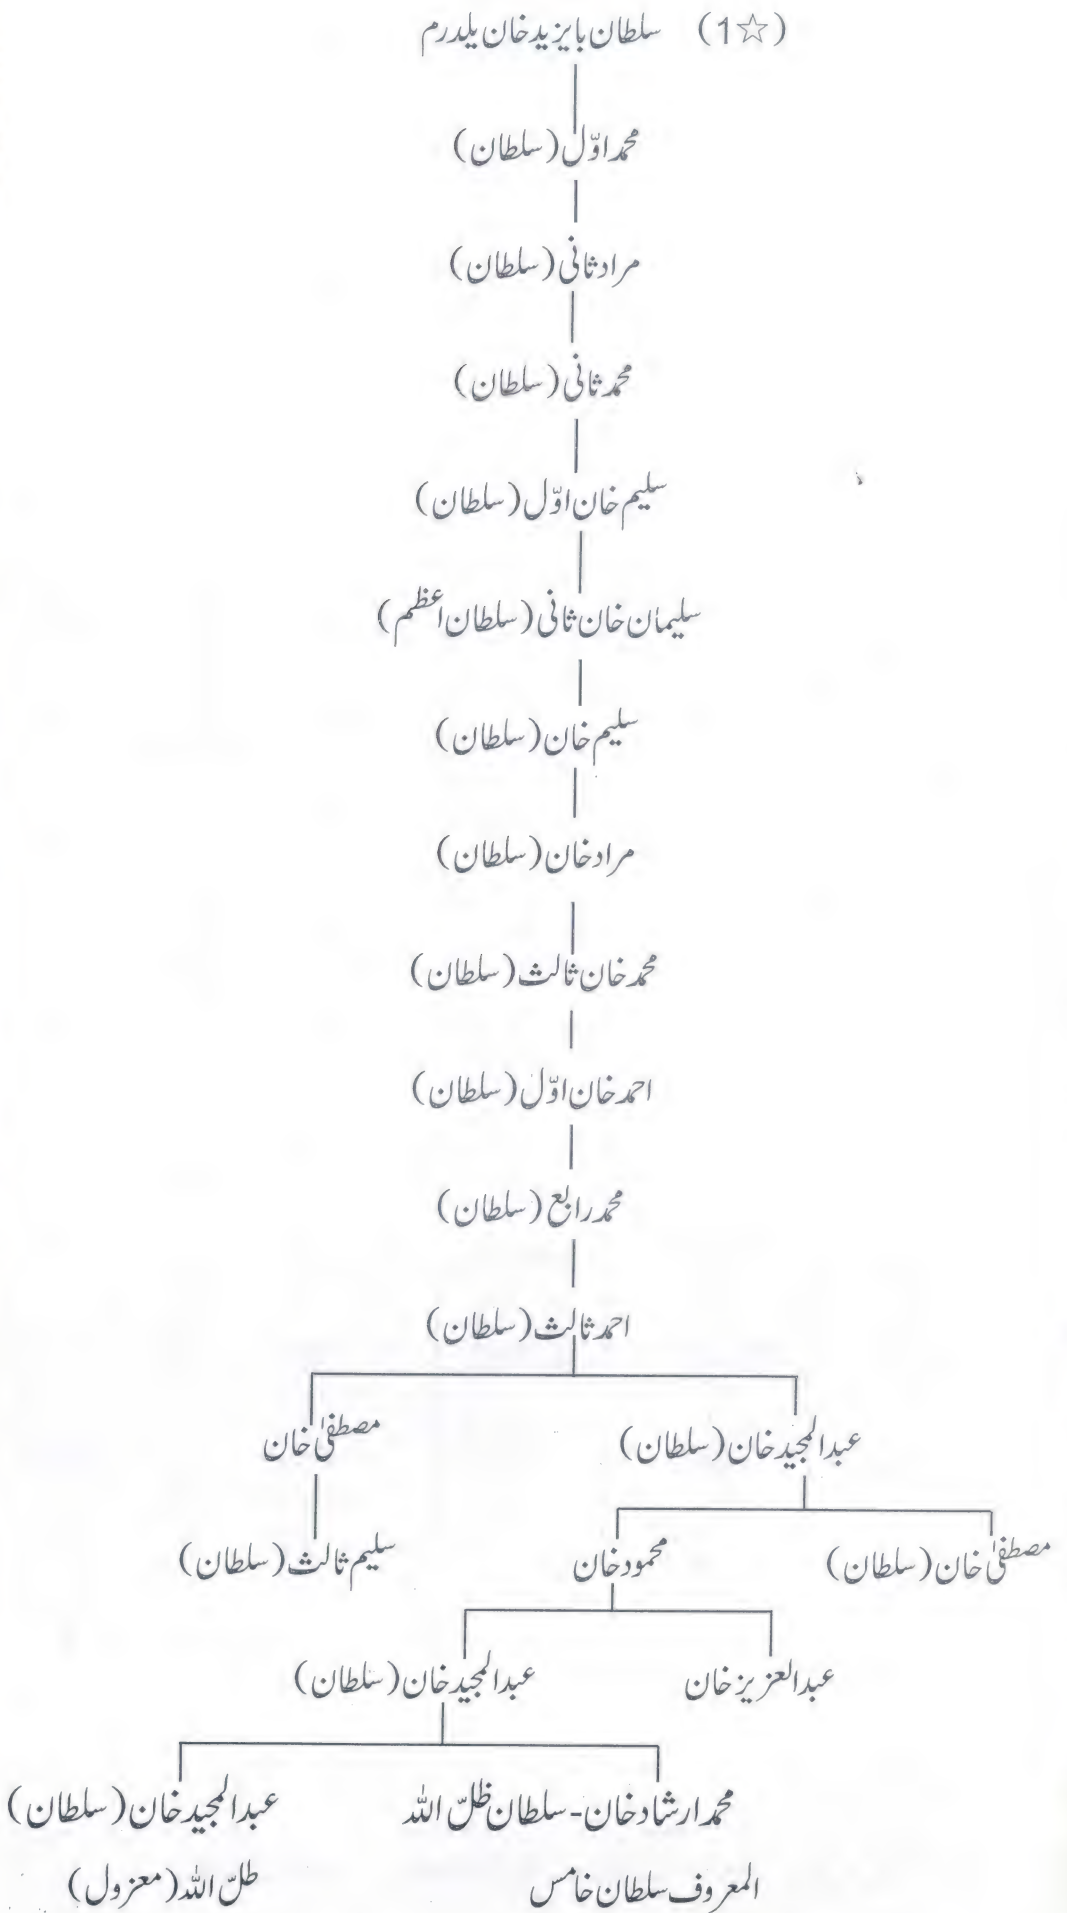 (☆1) سلطان بایزید خان یلدرم
محمد اوّل (سلطان)
مراد ثانی (سلطان)
محمد ثانی (سلطان)
سلیم خان اوّل (سلطان)
سلیمان خان ثانی (سلطان اعظم)
سلیم خان (سلطان)
مراد خان (سلطان)
محمد خان ثالث (سلطان)
احمد خان اوّل (سلطان)
محمد رابع (سلطان)
احمد ثالث (سلطان)
عبدالمجید خان (سلطان) مصطفیٰ خان
مصطفیٰ خان (سلطان) محمود خان سلیم ثالث (سلطان)
عبدالعزیز خان عبدالمجید خان (سلطان)
محمد ارشاد خان - سلطان ظلّ اللہ عبدالمجید خان (سلطان)
المعروف سلطان خامس طلّ اللہ (معزول)